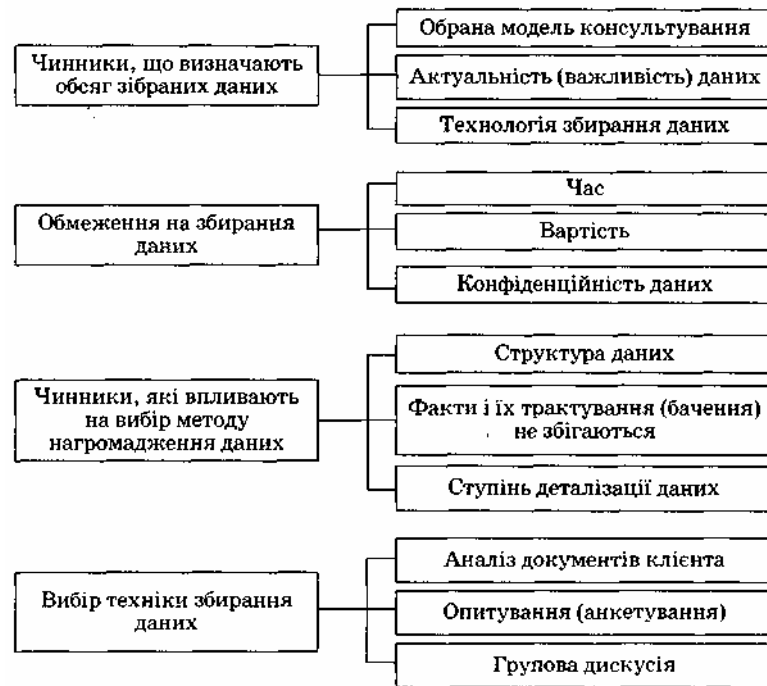 Чинники, що визначають
обсяг зібраних даних
Обрана модель консультування
Актуальність (важливість) даних
Технологія збирання даних
Обмеження на збирання
даних
Час
Вартість
Конфіденційність даних
Чинники, які впливають
на вибір методу
нагромадження даних
Структура даних
Факти і їх трактування (бачення)
не збігаються
Ступінь деталізації даних
Вибір техніки збирання
даних
Аналіз документів клієнта
Опитування (анкетування)
Групова дискусія